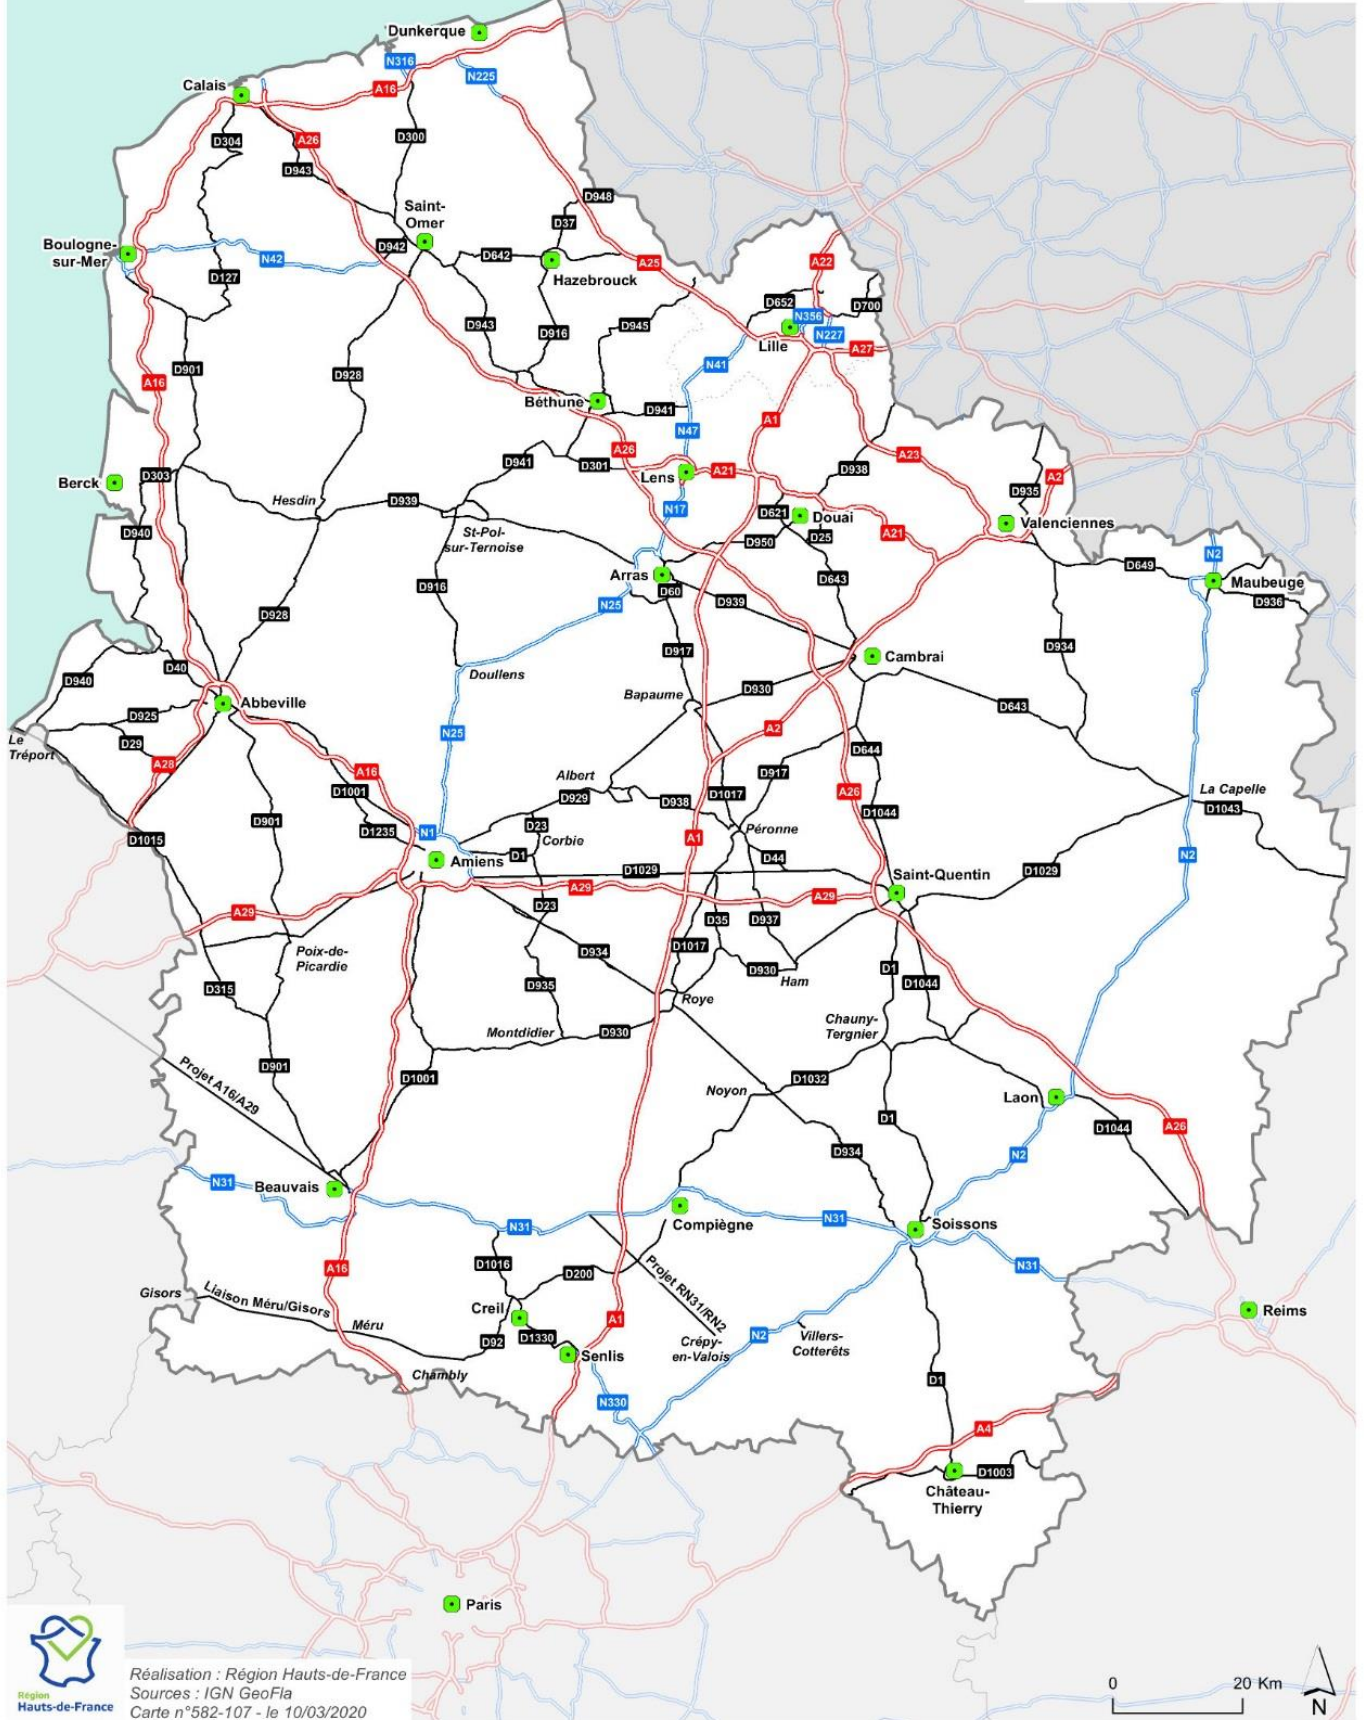 Dunkerque
N316
N225
Calais
A16
D304
A26
D300
D943
D948
Saint-
Omer
D37
Boulogne-
sur-Mer
N42
D942
D642
A25
A22
D127
Hazebrouck
D652
D700
N356
D943
D916
D945
N227
Lille
A27
N41
D901
D928
A16
Béthune
D941
A1
N47
A26
A23
D941
D301
D938
Berck
D303
Lens
A21
A2
D935
Hesdin
D939
N17
D621
Douai
Valenciennes
D940
St-Pol-
sur-Ternoise
D950
D25
A21
N2
D649
Arras
D643
Maubeuge
D916
D60
N25
D939
D936
D928
D917
D934
Cambrai
D40
D940
Doullens
Bapaume
D930
Abbeville
D643
D925
A2
Le
Tréport
D29
N25
D644
A28
A16
Albert
D917
D1001
D929
D938
D1017
A26
La Capelle
D1043
D901
D1235
N1
D23
Corbie
A1
Péronne
D1044
D1015
Amiens
D1
D44
N2
D1029
Saint-Quentin
D1029
A29
A29
A29
D23
D35
D937
Poix-de-
Picardie
D934
D1017
D930
Ham
D1
D1044
D315
D935
Roye
Chauny-
Tergnier
Montdidier
D930
D901
D1001
Projet A16/A29
Noyon
D1032
Laon
D1
D1044
A26
D934
N2
N31
Beauvais
N31
Compiègne
N31
Soissons
D1016
A16
D200
Projet RN31/RN2
N31
Gisors
Liaison Méru/Gisors
Creil
Reims
Méru
D92
D1330
A1
N2
Villers-
Cotterêts
Crépy-
en-Valois
Senlis
Chambly
D1
N330
A4
D1003
Château-
Thierry
Paris
Région
Hauts-de-France
Réalisation : Région Hauts-de-France
Sources : IGN GeoFla
Carte n°582-107 - le 10/03/2020
0 20 Km
N